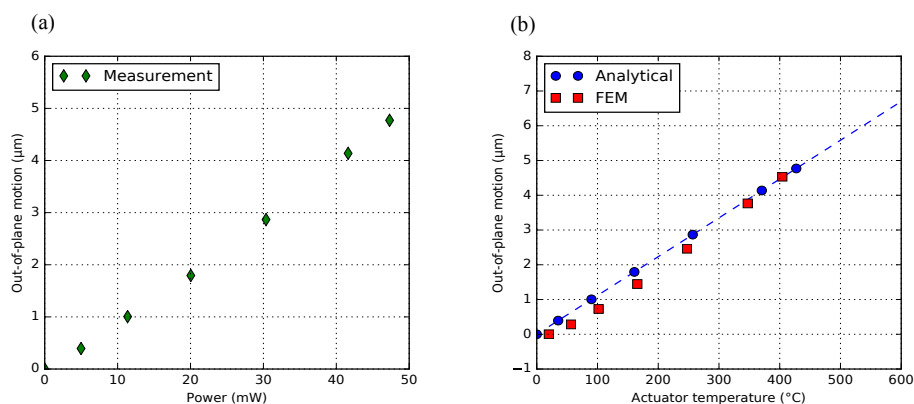 (a)
6
5
4
3
2
1
0
Out-of-plane motion (μm)
Measurement
0 10 20 30 40 50
Power (mW)
(b)
8
7
6
5
4
3
2
1
0
−1
Out-of-plane motion (μm)
Analytical
FEM
0 100 200 300 400 500 600
Actuator temperature (°C)